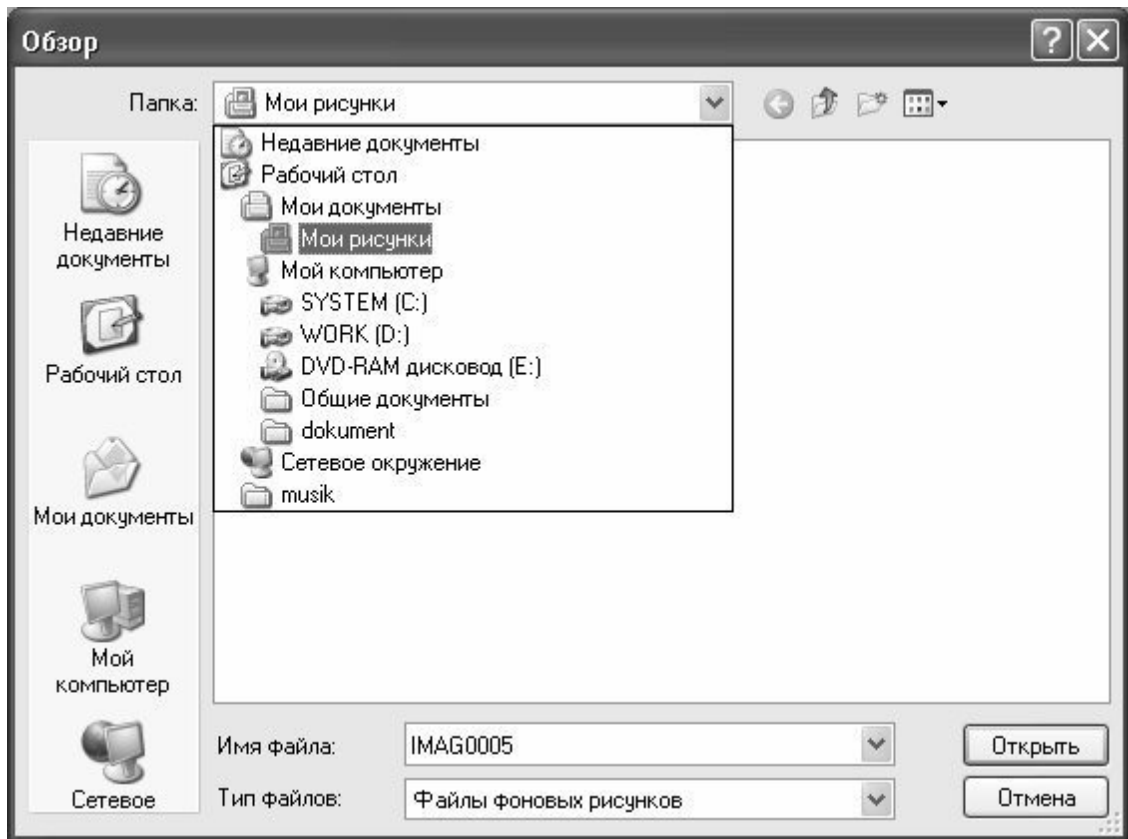 Обзор
Папка: Мои рисунки
Недавние документы
Рабочий стол
Мои документы
Мои рисунки
Мой компьютер
SYSTEM (C:)
WORK (D:)
DVD-RAM дисковод (E:)
Общие документы
dokument
Сетевое окружение
musik
Недавние
документы
Рабочий стол
Мои документы
Мой
компьютер
Сетевое
Имя файла: IMAG0005 Открыть
Тип файлов: Файлы фоновых рисунков Отмена